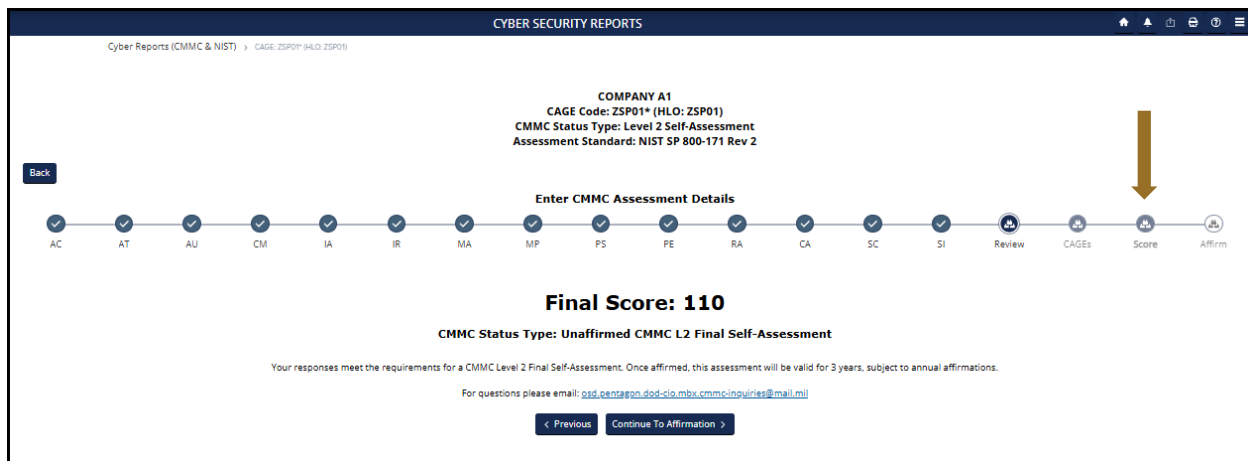 CYBER SECURITY REPORTS
Cyber Reports (CMMC & NIST) > CAGE: ZSP01* (HLO: ZSP01)
COMPANY A1
CAGE Code: ZSP01* (HLO: ZSP01)
CMMC Status Type: Level 2 Self-Assessment
Assessment Standard: NIST SP 800-171 Rev 2
Back
Enter CMMC Assessment Details
AC AT AU CM IA IR MA MP PS PE RA CA SC SI Review CAGEs Score Affirm
Final Score: 110
CMMC Status Type: Unaffirmed CMMC L2 Final Self-Assessment
Your responses meet the requirements for a CMMC Level 2 Final Self-Assessment. Once affirmed, this assessment will be valid for 3 years, subject to annual affirmations.
For questions please email: osd.pentagon.dod-cio.mbx.cmmc-inquiries@mail.mil
< Previous Continue To Affirmation >